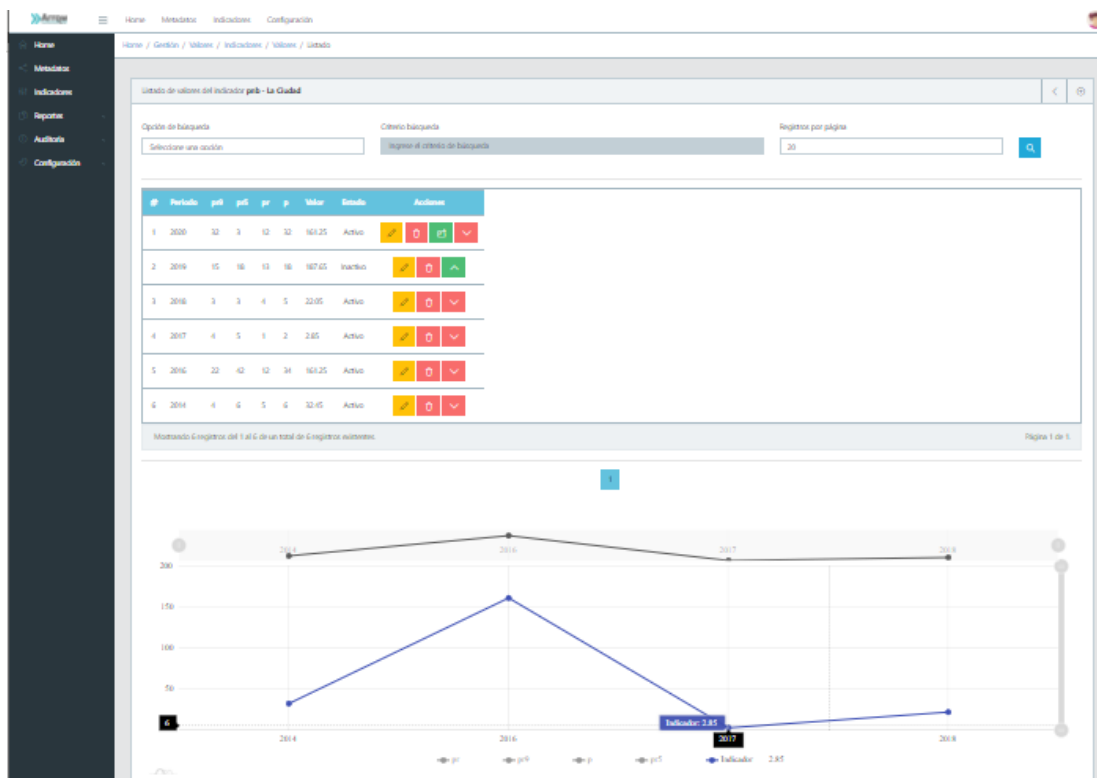 Arrow
Home Metadatos Indicadores Configuración
Home / Gestión / Valores / Indicadores / Valores / Listado
Home
Metadatos
Indicadores
Reportes
Auditoría
Configuración
Listado de valores del indicador prib - La Ciudad
Opción de búsqueda Criterio búsqueda Registros por página
Seleccione una opción Ingrese el criterio de búsqueda 20
# Periodo pr9 pr5 pr p Valor Estado Acciones
1 2020 32 3 12 32 161.25 Activo
2 2019 15 18 13 18 187.65 Inactivo
3 2018 3 3 4 5 22.05 Activo
4 2017 4 5 1 2 2.85 Activo
5 2016 22 42 12 34 161.25 Activo
6 2014 4 6 5 6 32.45 Activo
Mostrando 6 registros del 1 al 6 de un total de 6 registros existentes Página 1 de 1
i
2014 2016 2017 2018
200
150
100
50
6
Indicador: 2.85
2014 2016 2017 2018
pr pr9 p pr5 Indicador 2.85